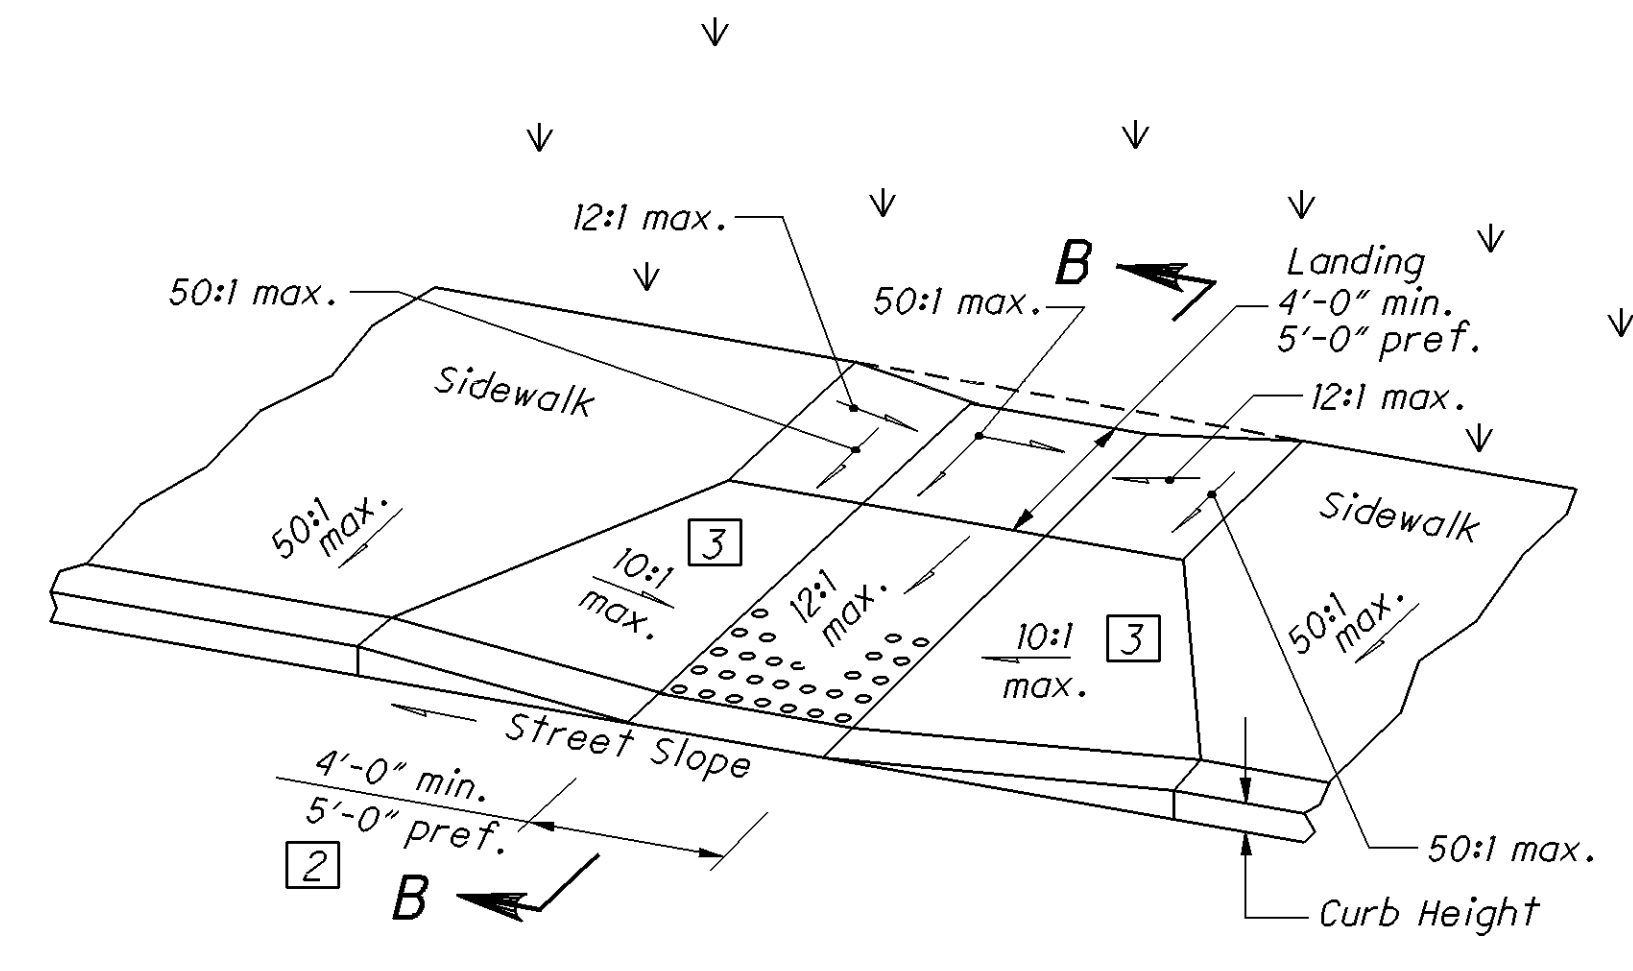 12:1 max.
B
Landing
50:1 max.
50:1 max.
4'-0" min.
5'-0" pref.
Sidewalk
12:1 max.
Sidewalk
50:1
max.
3
10:1
max.
12:1
max.
50:1
max.
10:1
max.
3
Street Slope
4'-0" min.
5'-0" pref.
2
50:1 max.
B
Curb Height